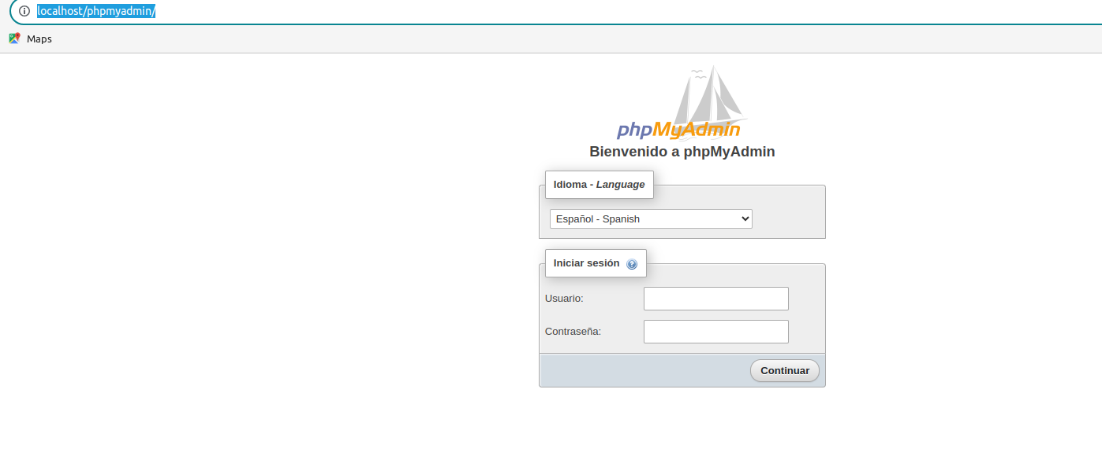 localhost/phpmyadmin/
Maps
phpMyAdmin
Bienvenido a phpMyAdmin
Idioma - Language
Español - Spanish
Iniciar sesión
Usuario:
Contraseña:
Continuar